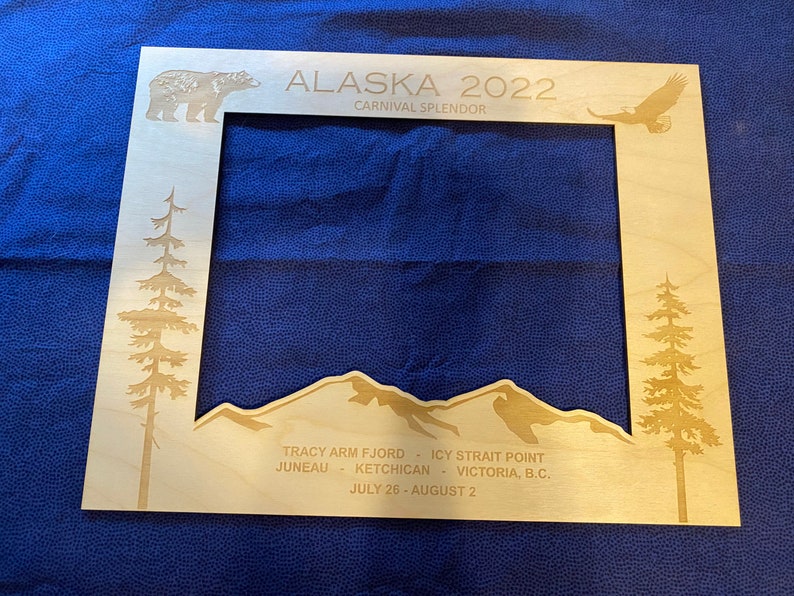 ALASKA 2022
CARNIVAL SPLENDOR
TRACY ARM FJORD - ICY STRAIT POINT
JUNEAU - KETCHICAN - VICTORIA, B.C.
JULY 26 - AUGUST 2